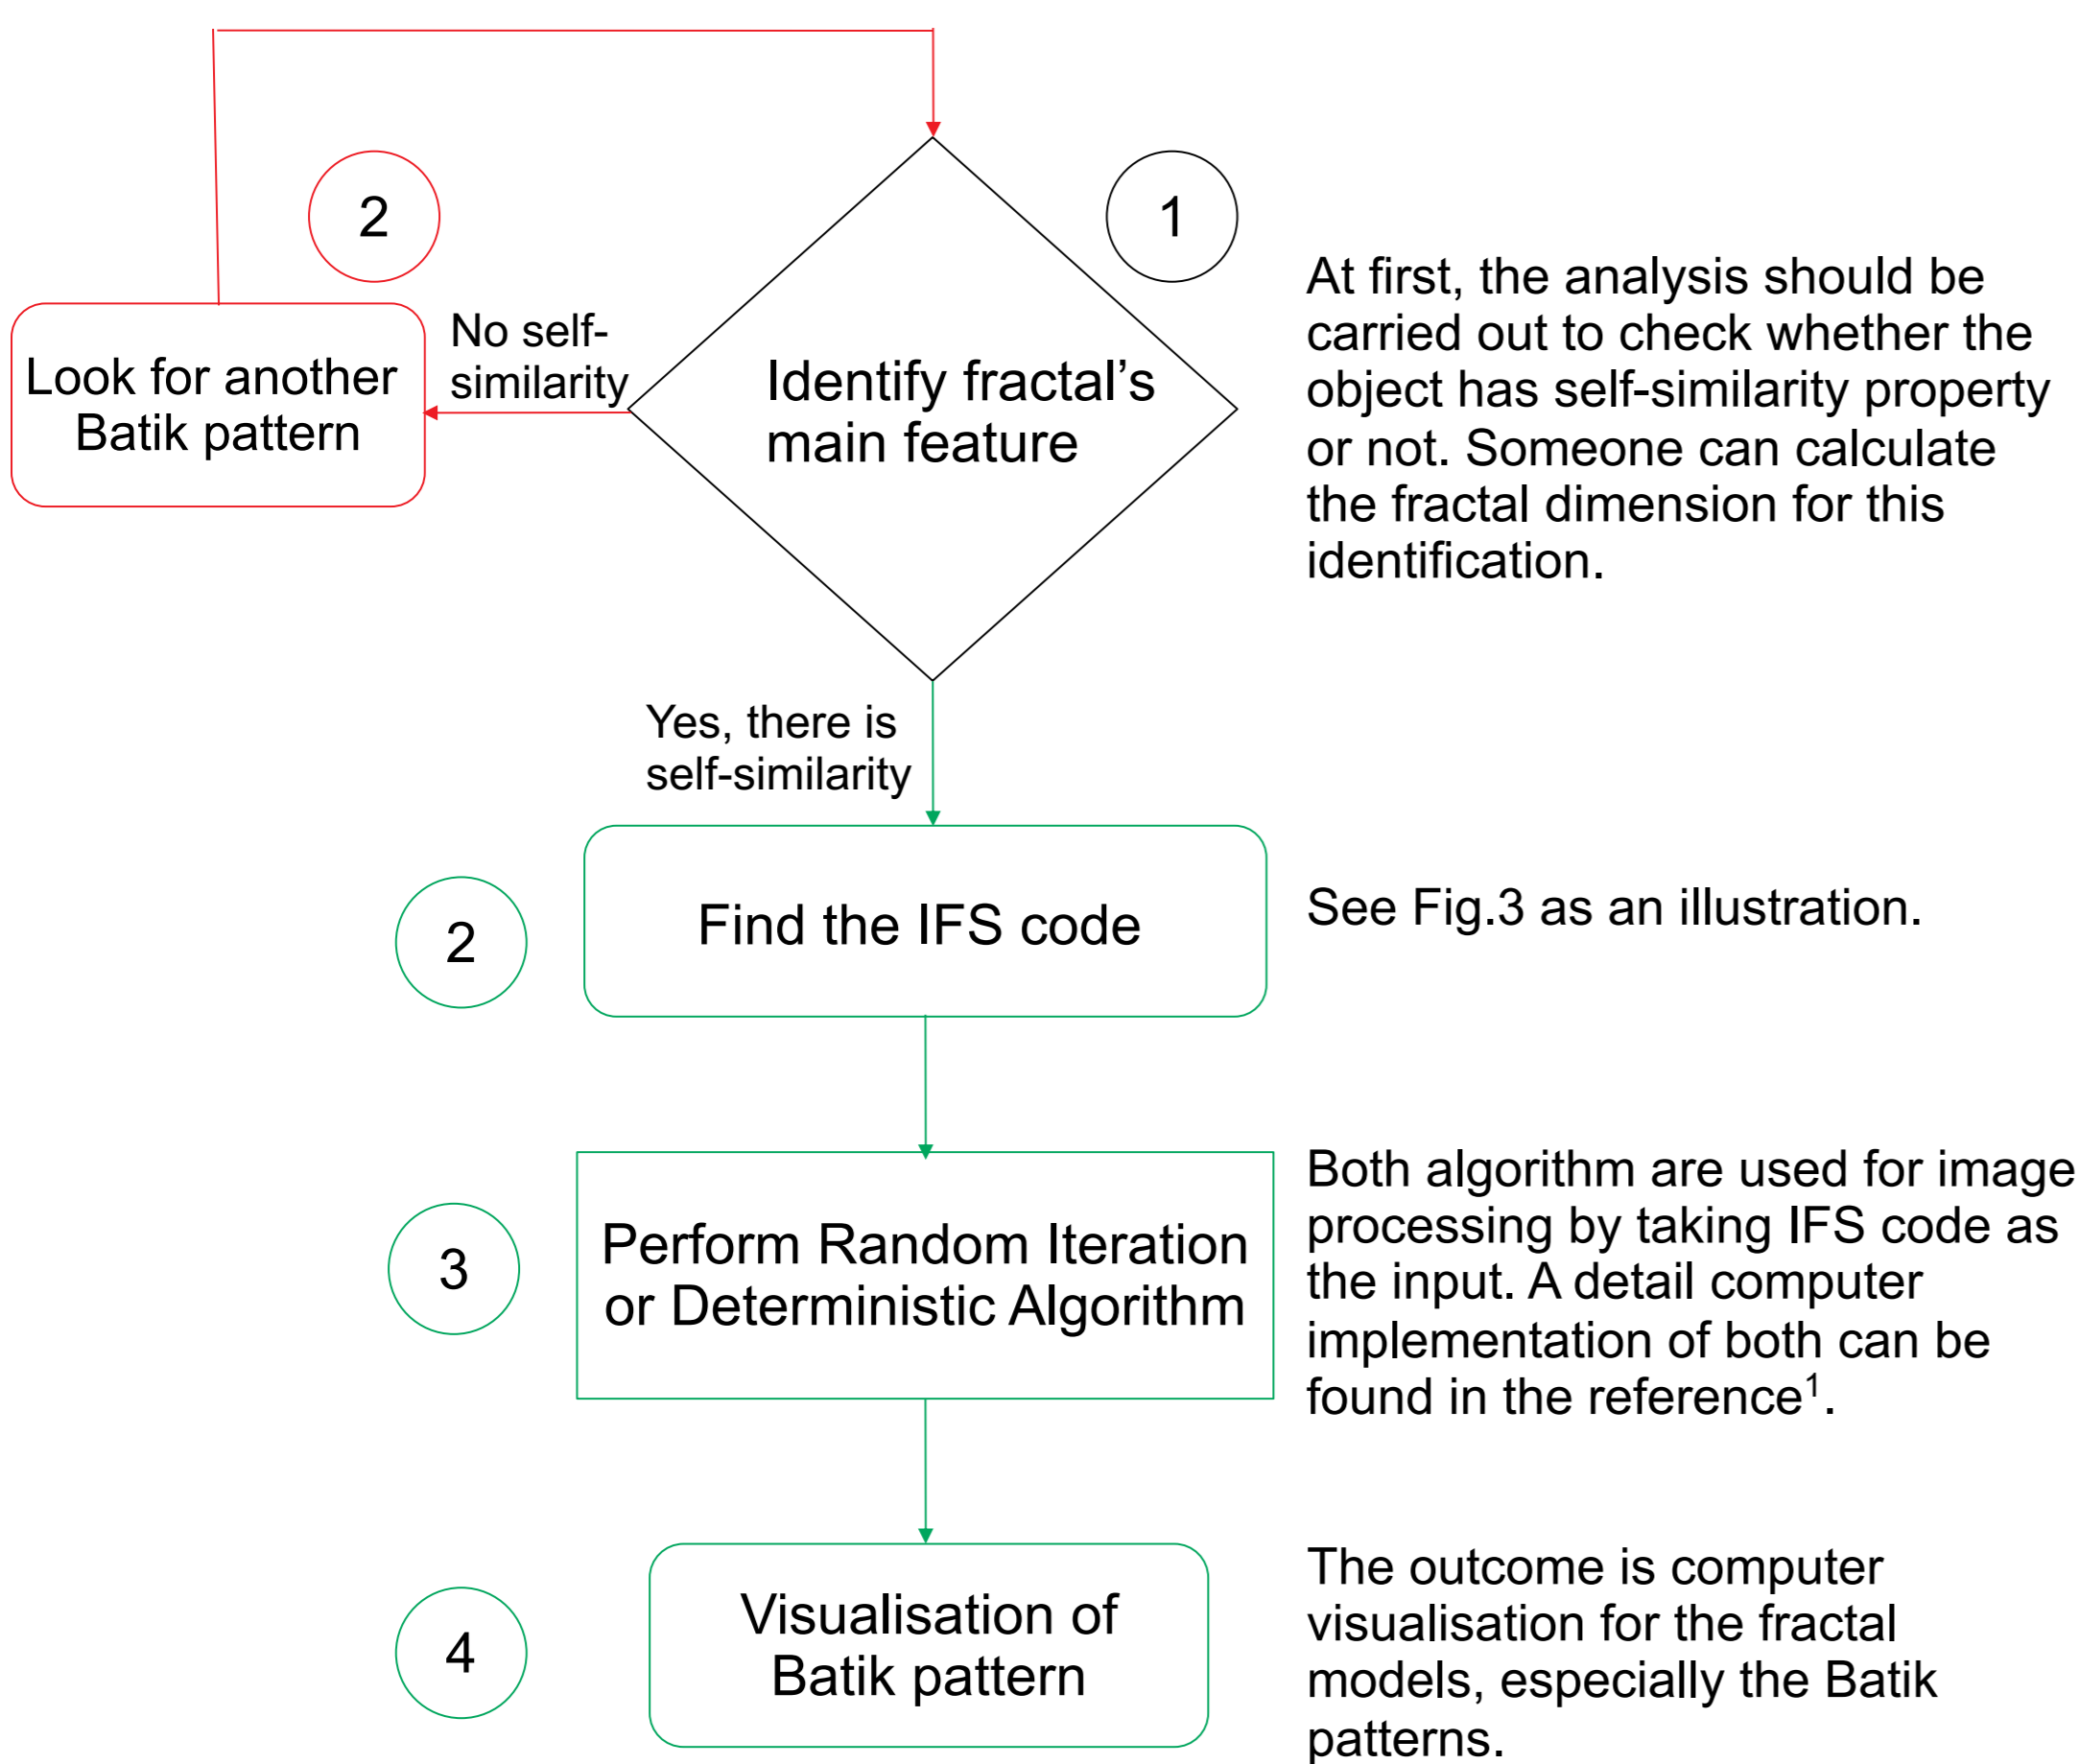 2
1
Look for another
Batik pattern
No self-
similarity
Identify fractal’s
main feature
At first, the analysis should be
carried out to check whether the
object has self-similarity property
or not. Someone can calculate
the fractal dimension for this
identification.
Yes, there is
self-similarity
2
Find the IFS code
See Fig.3 as an illustration.
3
Perform Random Iteration
or Deterministic Algorithm
Both algorithm are used for image
processing by taking IFS code as
the input. A detail computer
implementation of both can be
found in the reference¹.
4
Visualisation of
Batik pattern
The outcome is computer
visualisation for the fractal
models, especially the Batik
patterns.